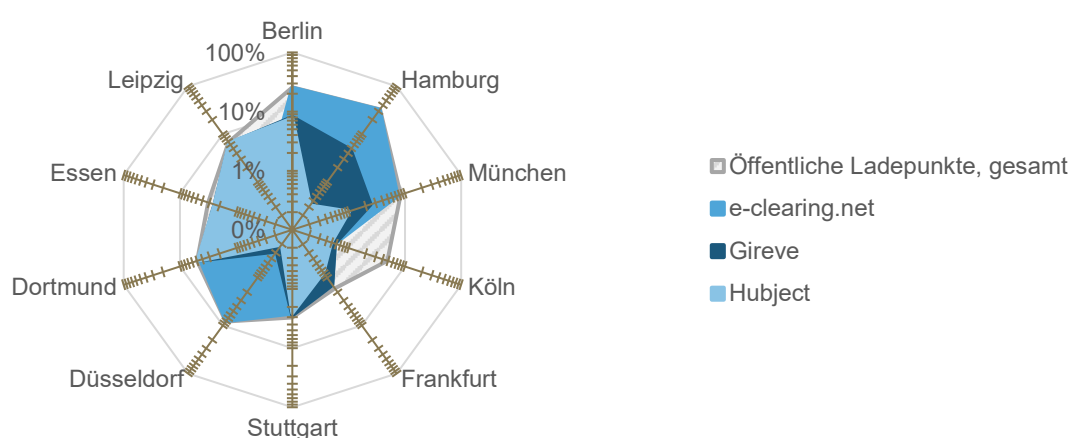 Berlin
100%
Leipzig
Hamburg
10%
Essen
1%
München
Öffentliche Ladepunkte, gesamt
e-clearing.net
0%
Gireve
Dortmund
Köln
Hubject
Düsseldorf
Frankfurt
Stuttgart